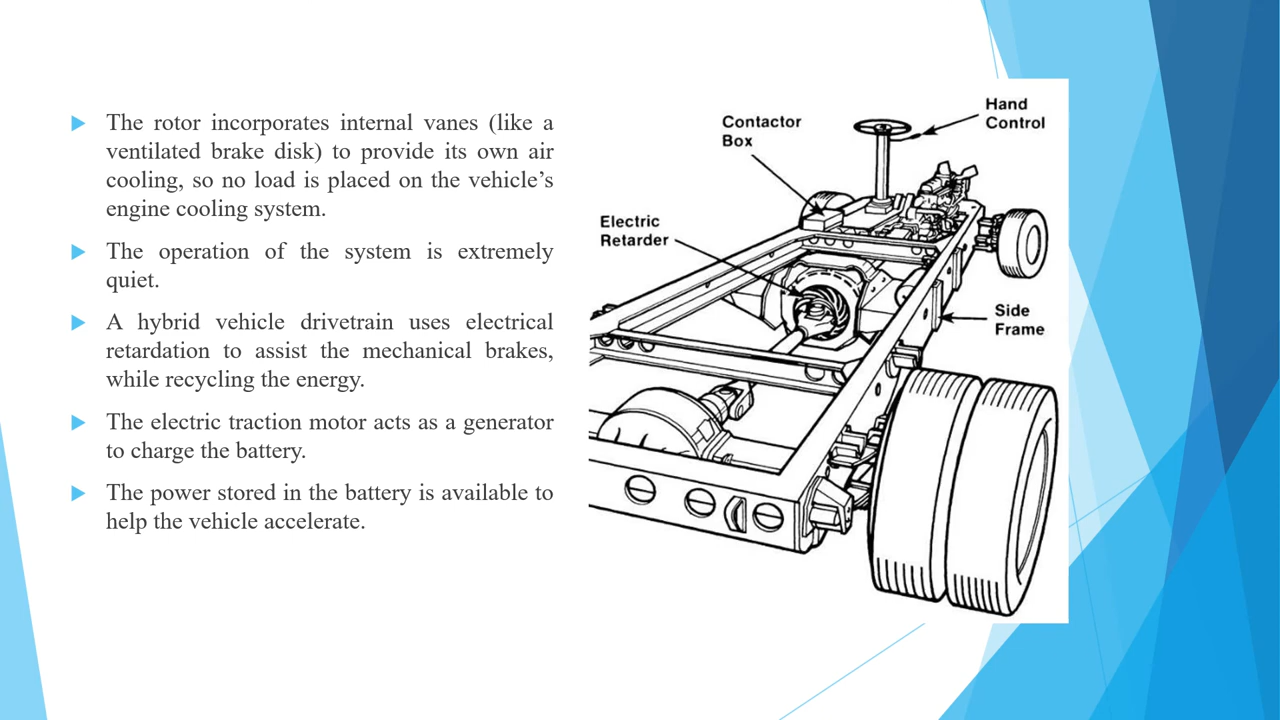 The rotor incorporates internal vanes (like a
ventilated brake disk) to provide its own air
cooling, so no load is placed on the vehicle’s
engine cooling system.
The operation of the system is extremely
quiet.
A hybrid vehicle drivetrain uses electrical
retardation to assist the mechanical brakes,
while recycling the energy.
The electric traction motor acts as a generator
to charge the battery.
The power stored in the battery is available to
help the vehicle accelerate.
Hand
Control
Contactor
Box
Electric
Retarder
Side
Frame